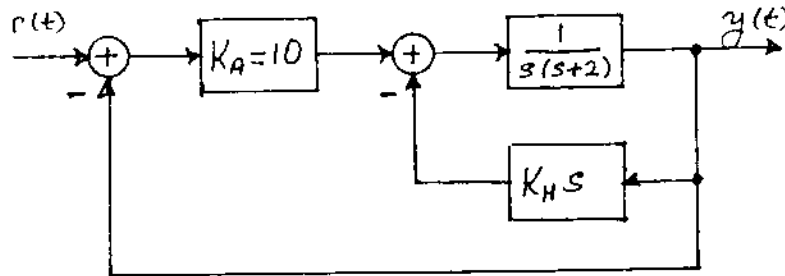 r(t)
y(t)
+
-
K_A=10
+
-
1
s(s+2)
K_H s